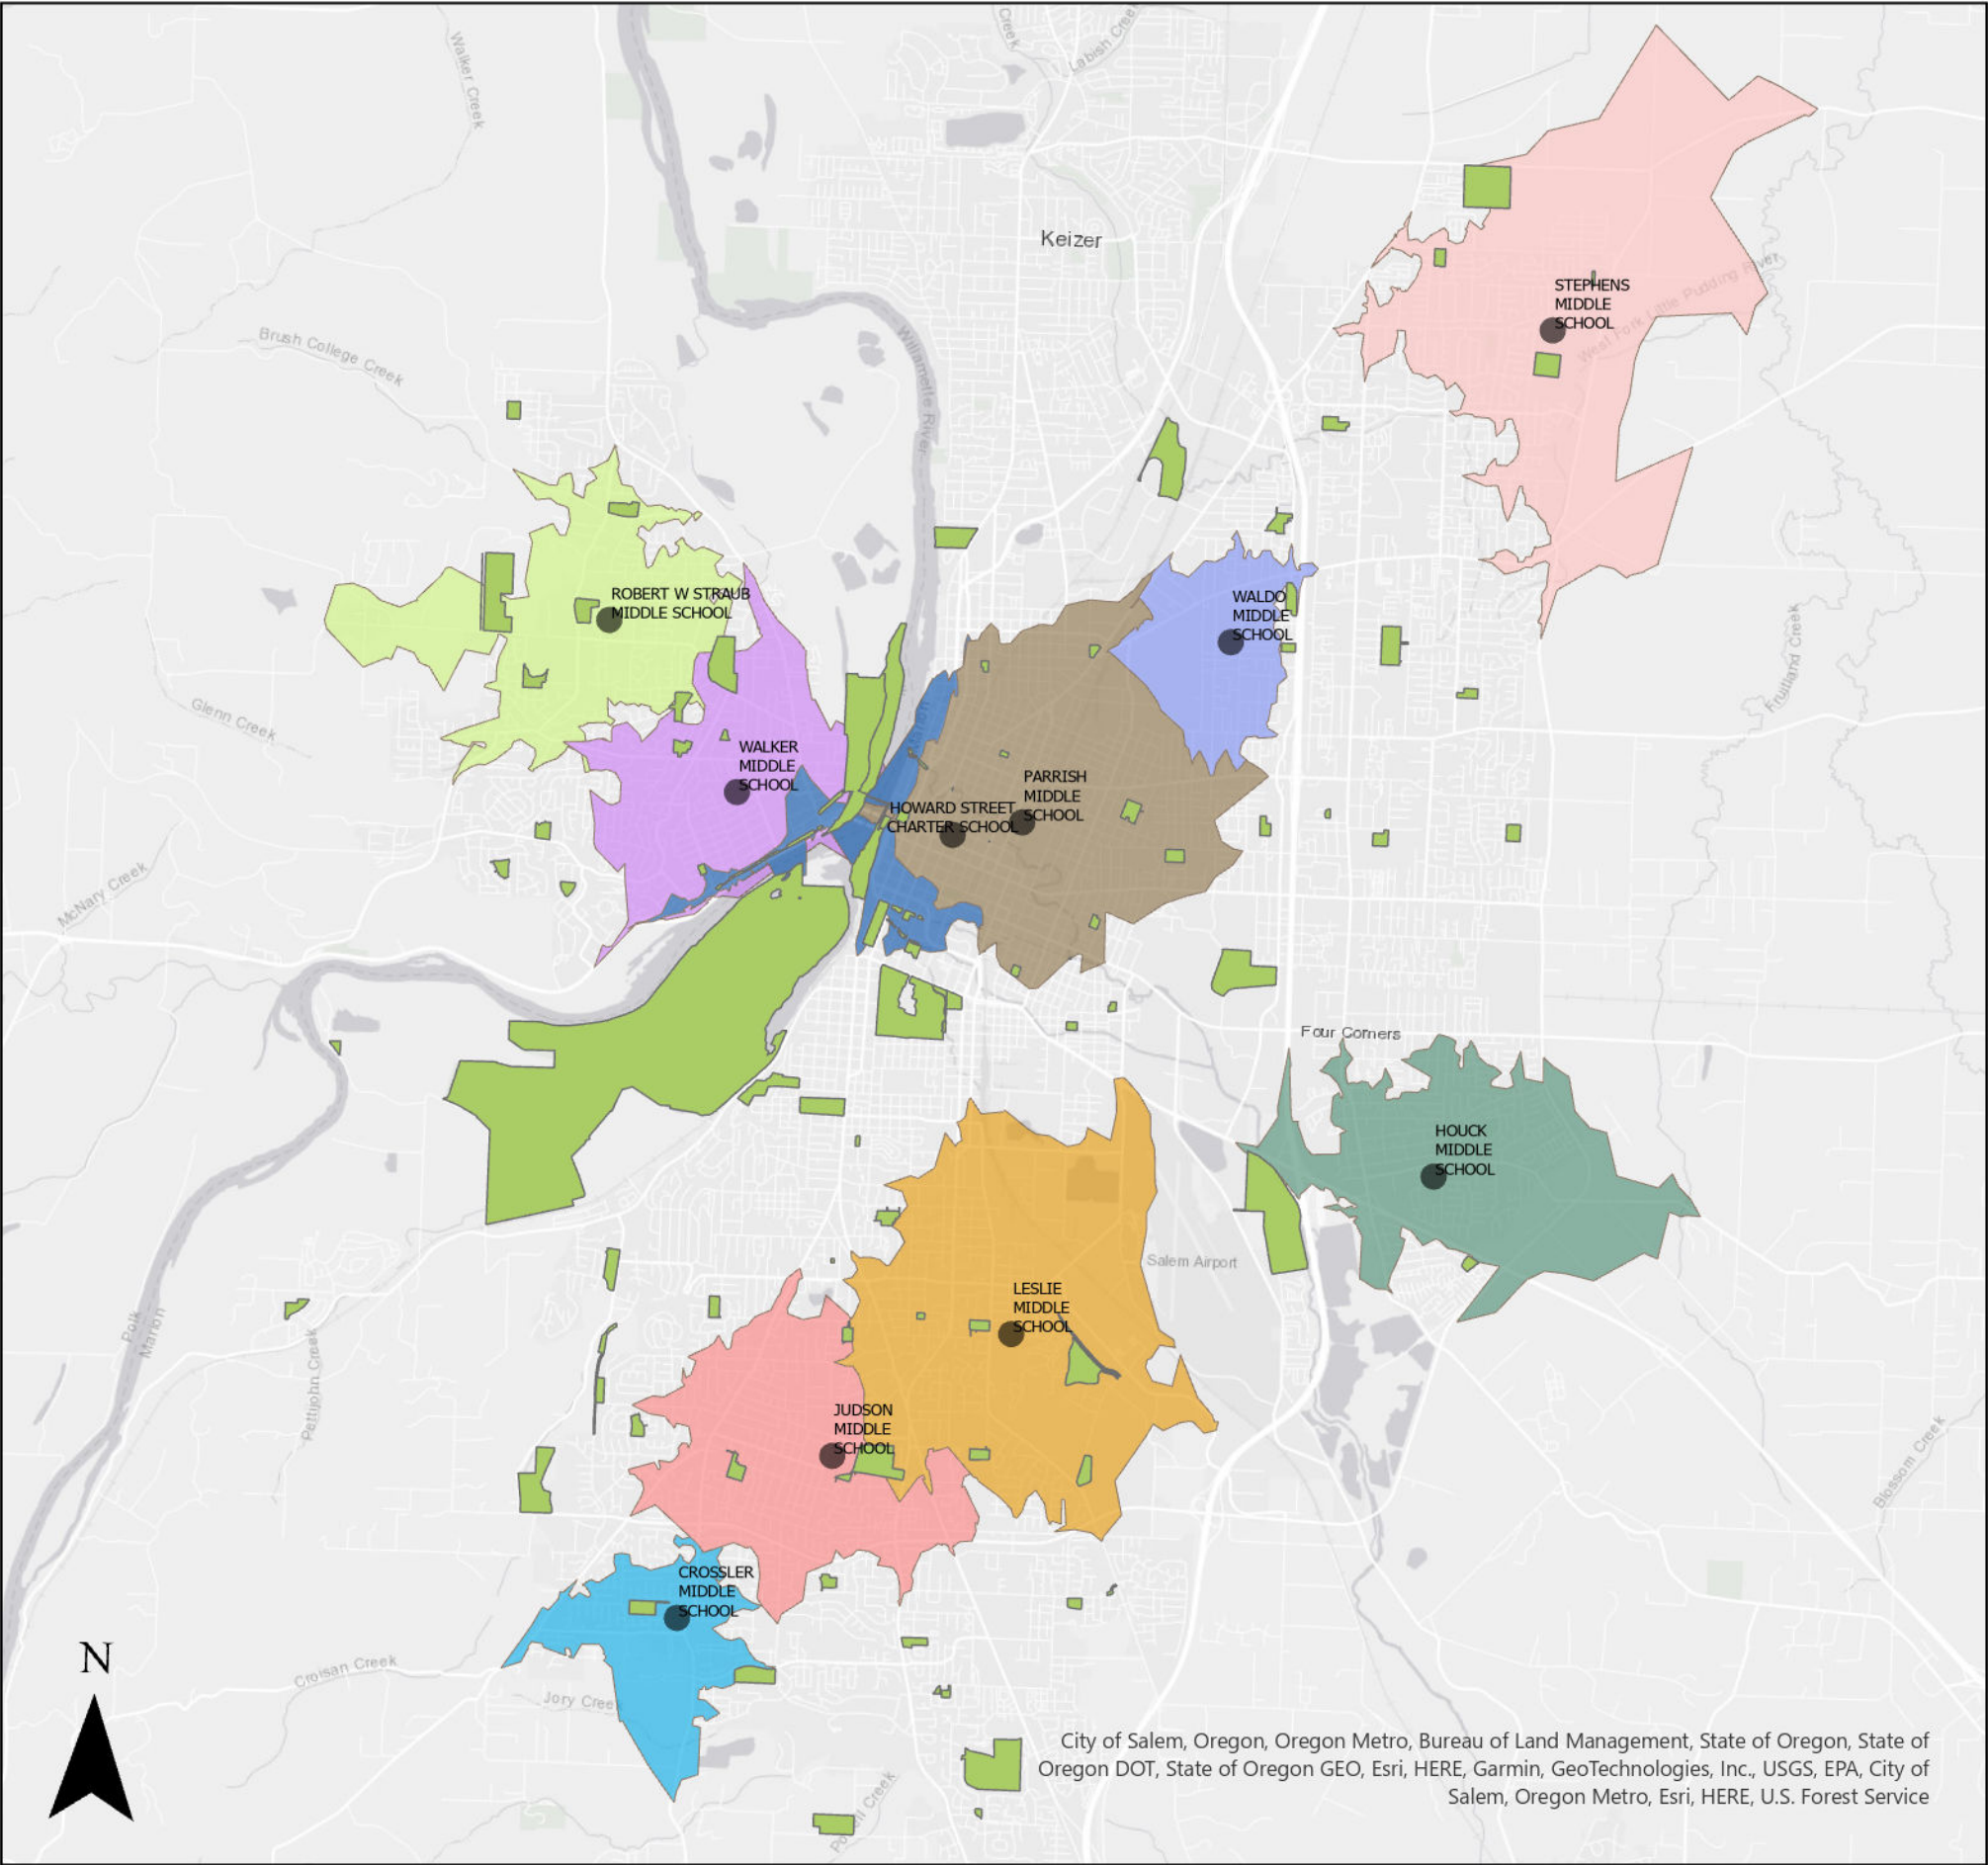 Walker Creek
Creek
Labish Creek
Keizer
STEPHENS
MIDDLE
SCHOOL
West Fork Little Pudding River
Brush College Creek
Willamette River
ROBERT W STRAUB
MIDDLE SCHOOL
WALDO
MIDDLE
SCHOOL
Fruitland Creek
Glenn Creek
WALKER
MIDDLE
SCHOOL
PARRISH
MIDDLE
SCHOOL
HOWARD STREET
CHARTER SCHOOL
McNary Creek
Four Corners
HOUCK
MIDDLE
SCHOOL
Salem Airport
LESLIE
MIDDLE
SCHOOL
Polk
Marion
Pettijohn Creek
JUDSON
MIDDLE
SCHOOL
Blossom Creek
CROSSLER
MIDDLE
SCHOOL
N
Croisan Creek
Jory Creek
Creek
City of Salem, Oregon, Oregon Metro, Bureau of Land Management, State of Oregon, State of
Oregon DOT, State of Oregon GEO, Esri, HERE, Garmin, GeoTechnologies, Inc., USGS, EPA, City of
Salem, Oregon Metro, Esri, HERE, U.S. Forest Service